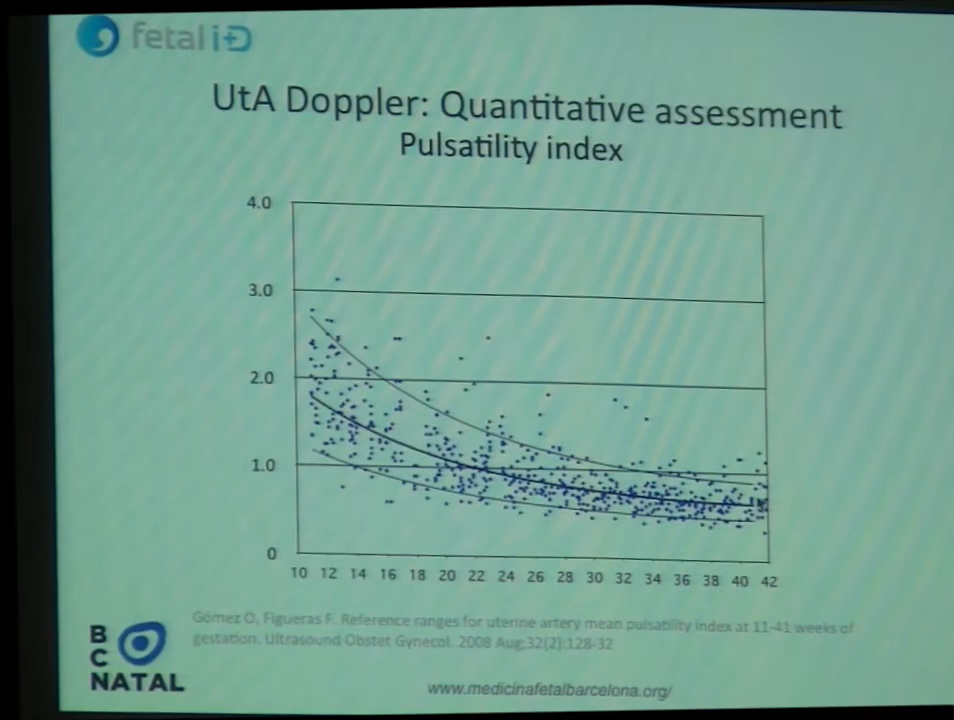 fetal i+D
UtA Doppler: Quantitative assessment
Pulsatility index
4.0
3.0
2.0
1.0
0
10 12 14 16 18 20 22 24 26 28 30 32 34 36 38 40 42
Gómez O, Figueras F. Reference ranges for uterine artery mean pulsatility index at 11-41 weeks of
gestation. Ultrasound Obstet Gynecol. 2008 Aug;32(2):128-32
B
C
NATAL
www.medicinafetalbarcelona.org/